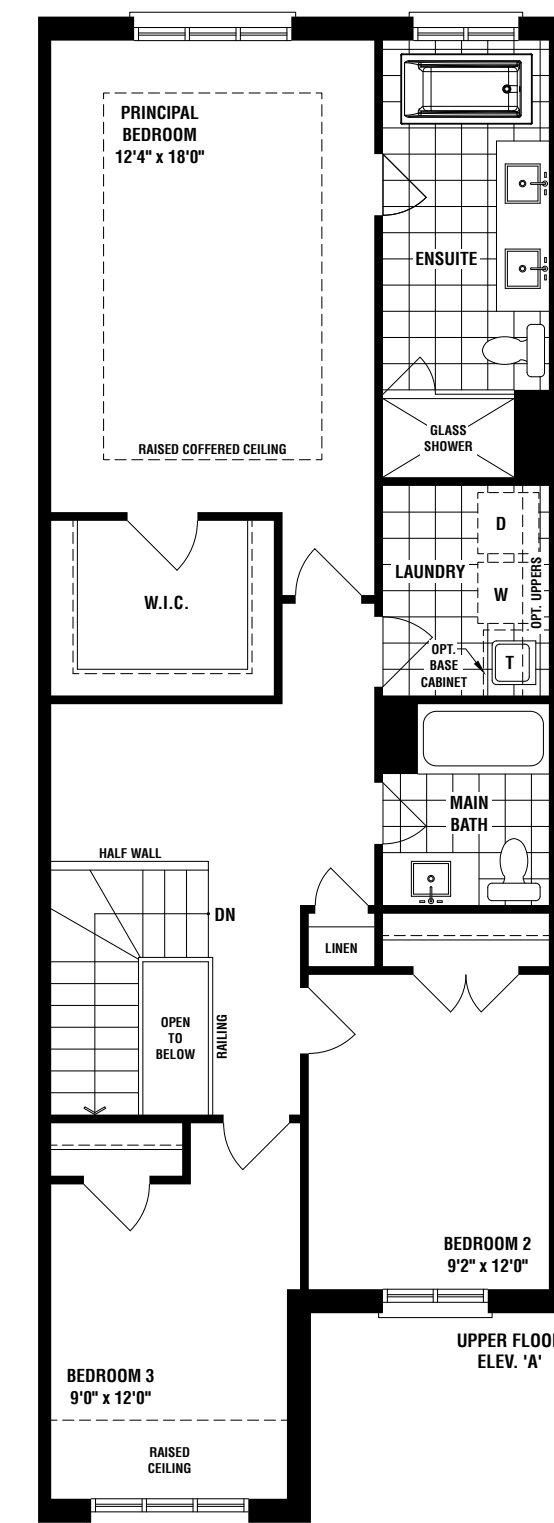 PRINCIPAL
BEDROOM
12'4" x 18'0"
ENSUITE
RAISED COFFERED CEILING
GLASS
SHOWER
D
LAUNDRY
W
OPT. UPPERS
W.I.C.
OPT.
BASE
CABINET
T
MAIN
BATH
HALF WALL
DN
LINEN
OPEN
TO
BELOW
RAILING
BEDROOM 2
9'2" x 12'0"
UPPER FLOO
ELEV. 'A'
BEDROOM 3
9'0" x 12'0"
RAISED
CEILING